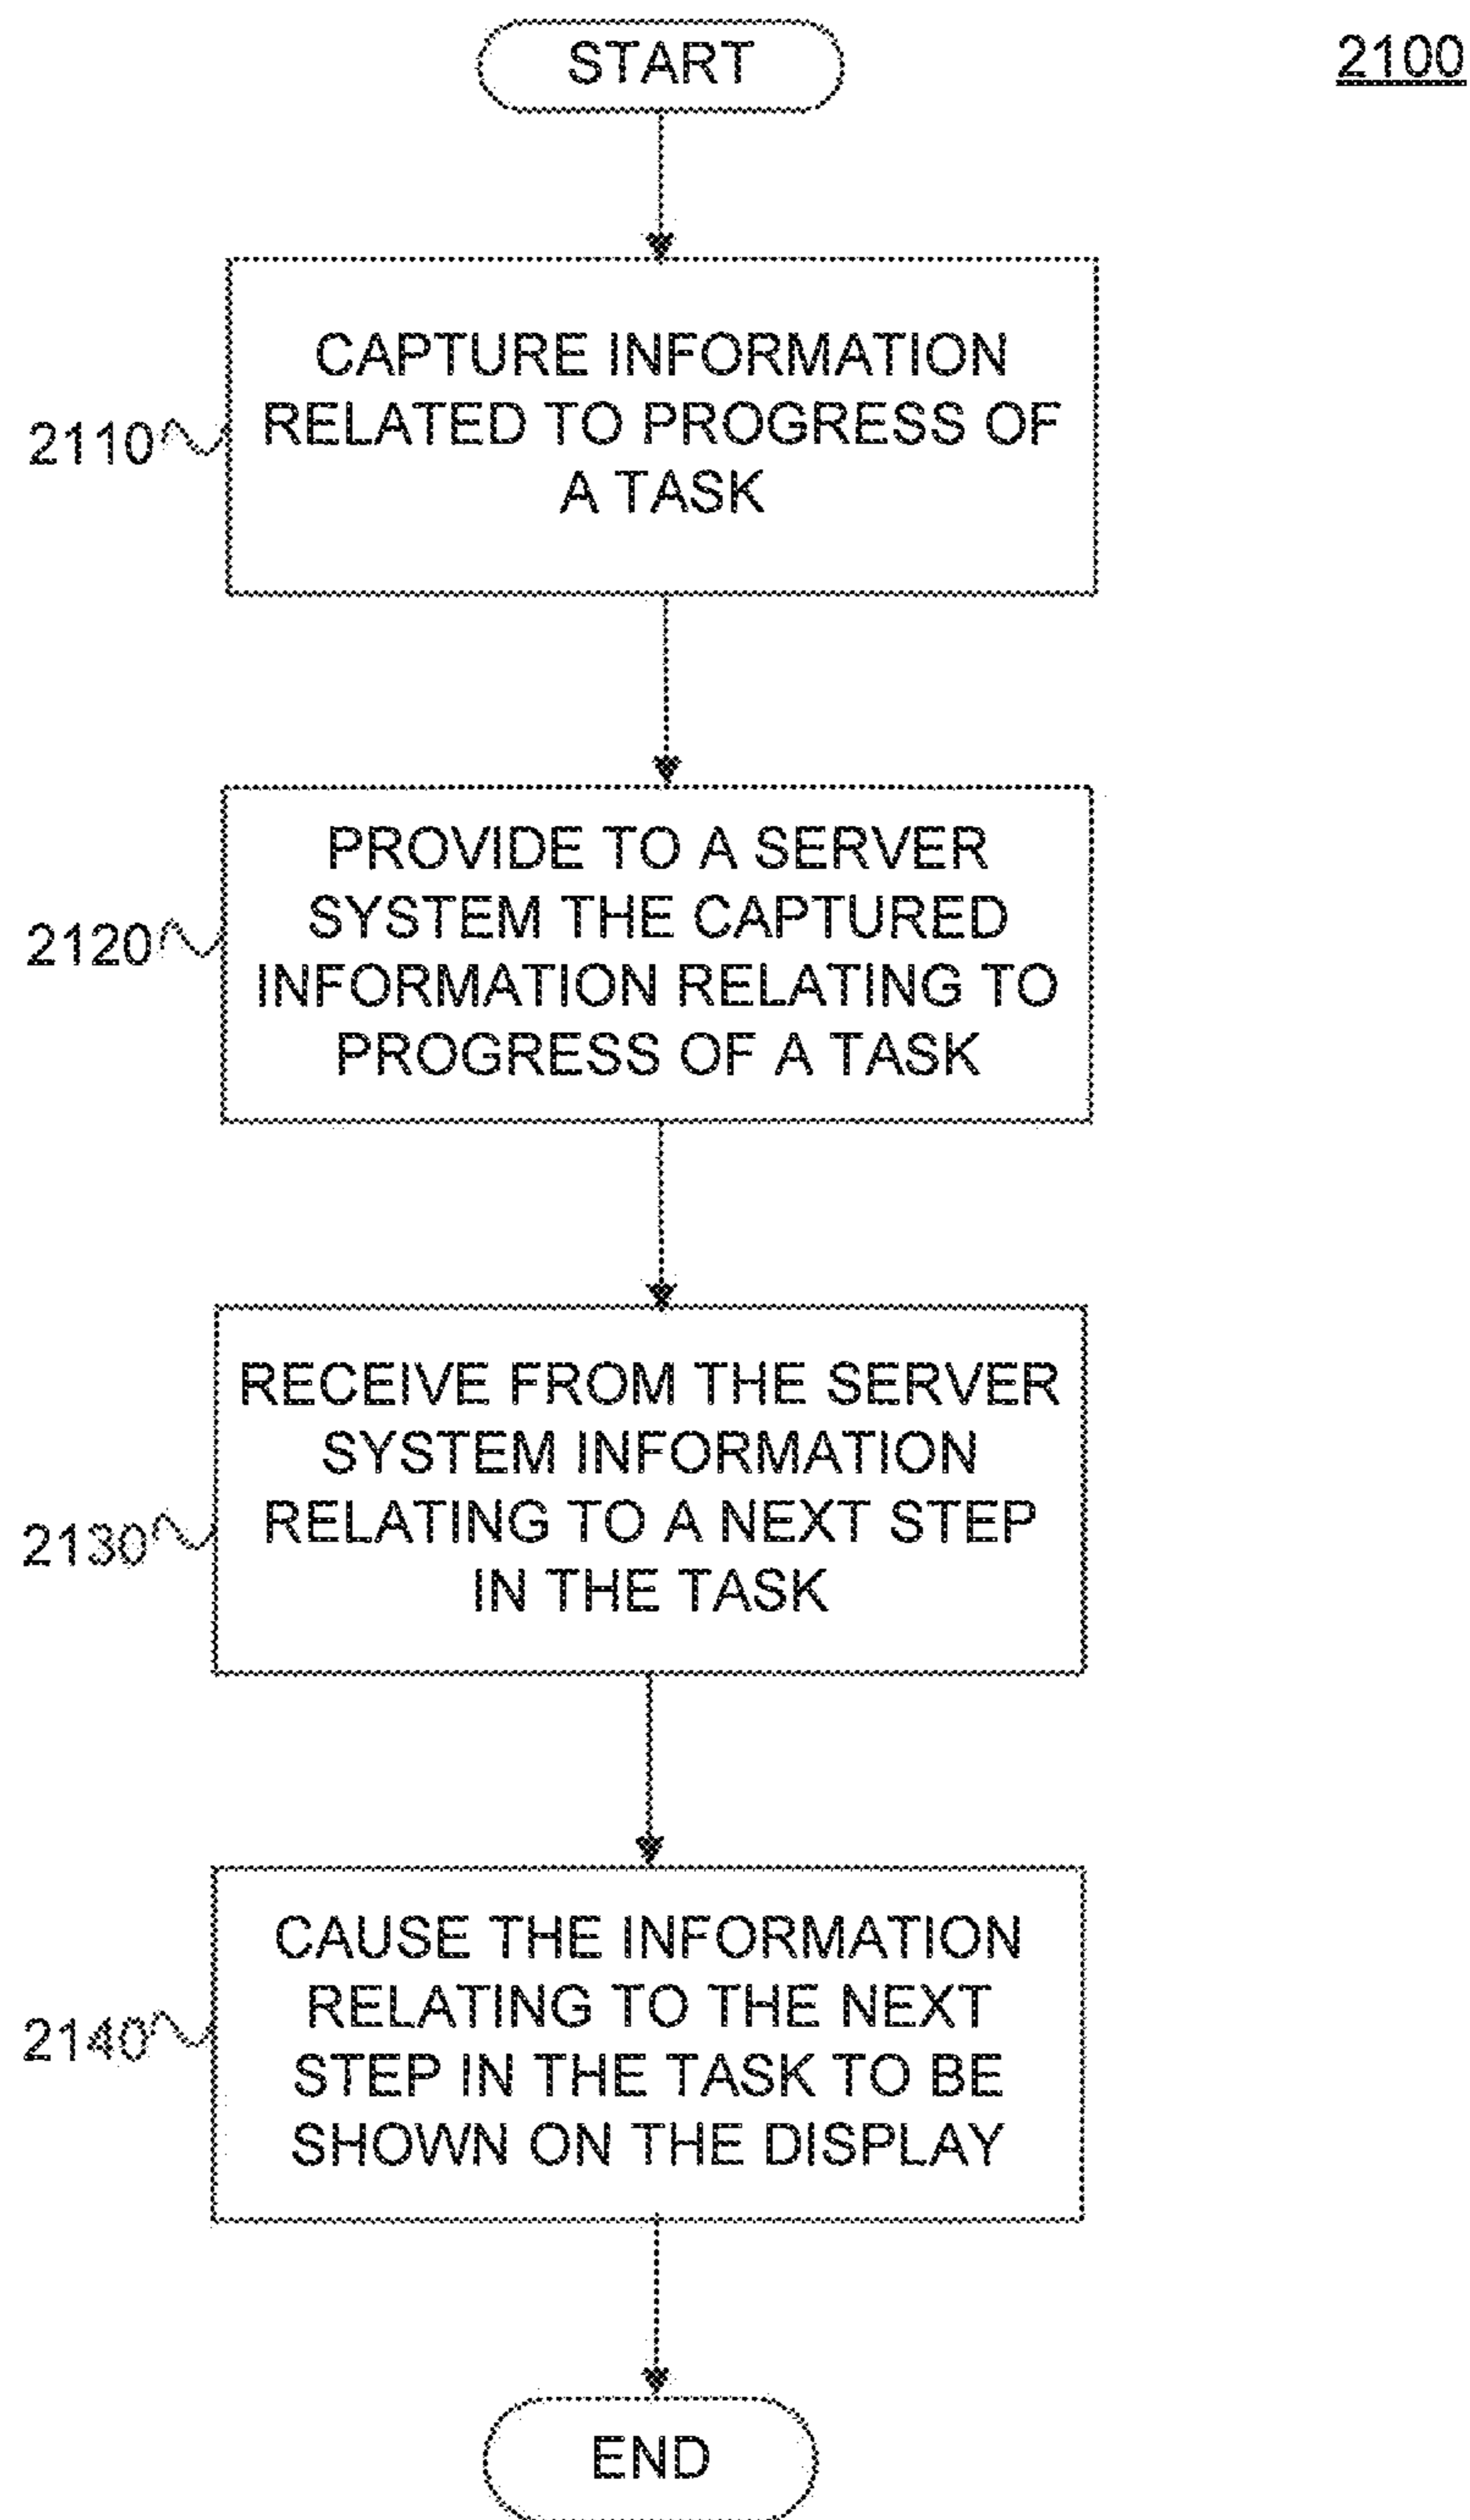 START
2100
CAPTURE INFORMATION
RELATED TO PROGRESS OF
A TASK
2110
PROVIDE TO A SERVER
SYSTEM THE CAPTURED
INFORMATION RELATING TO
PROGRESS OF A TASK
2120
RECEIVE FROM THE SERVER
SYSTEM INFORMATION
RELATING TO A NEXT STEP
IN THE TASK
2130
CAUSE THE INFORMATION
RELATING TO THE NEXT
STEP IN THE TASK TO BE
SHOWN ON THE DISPLAY
2140
END